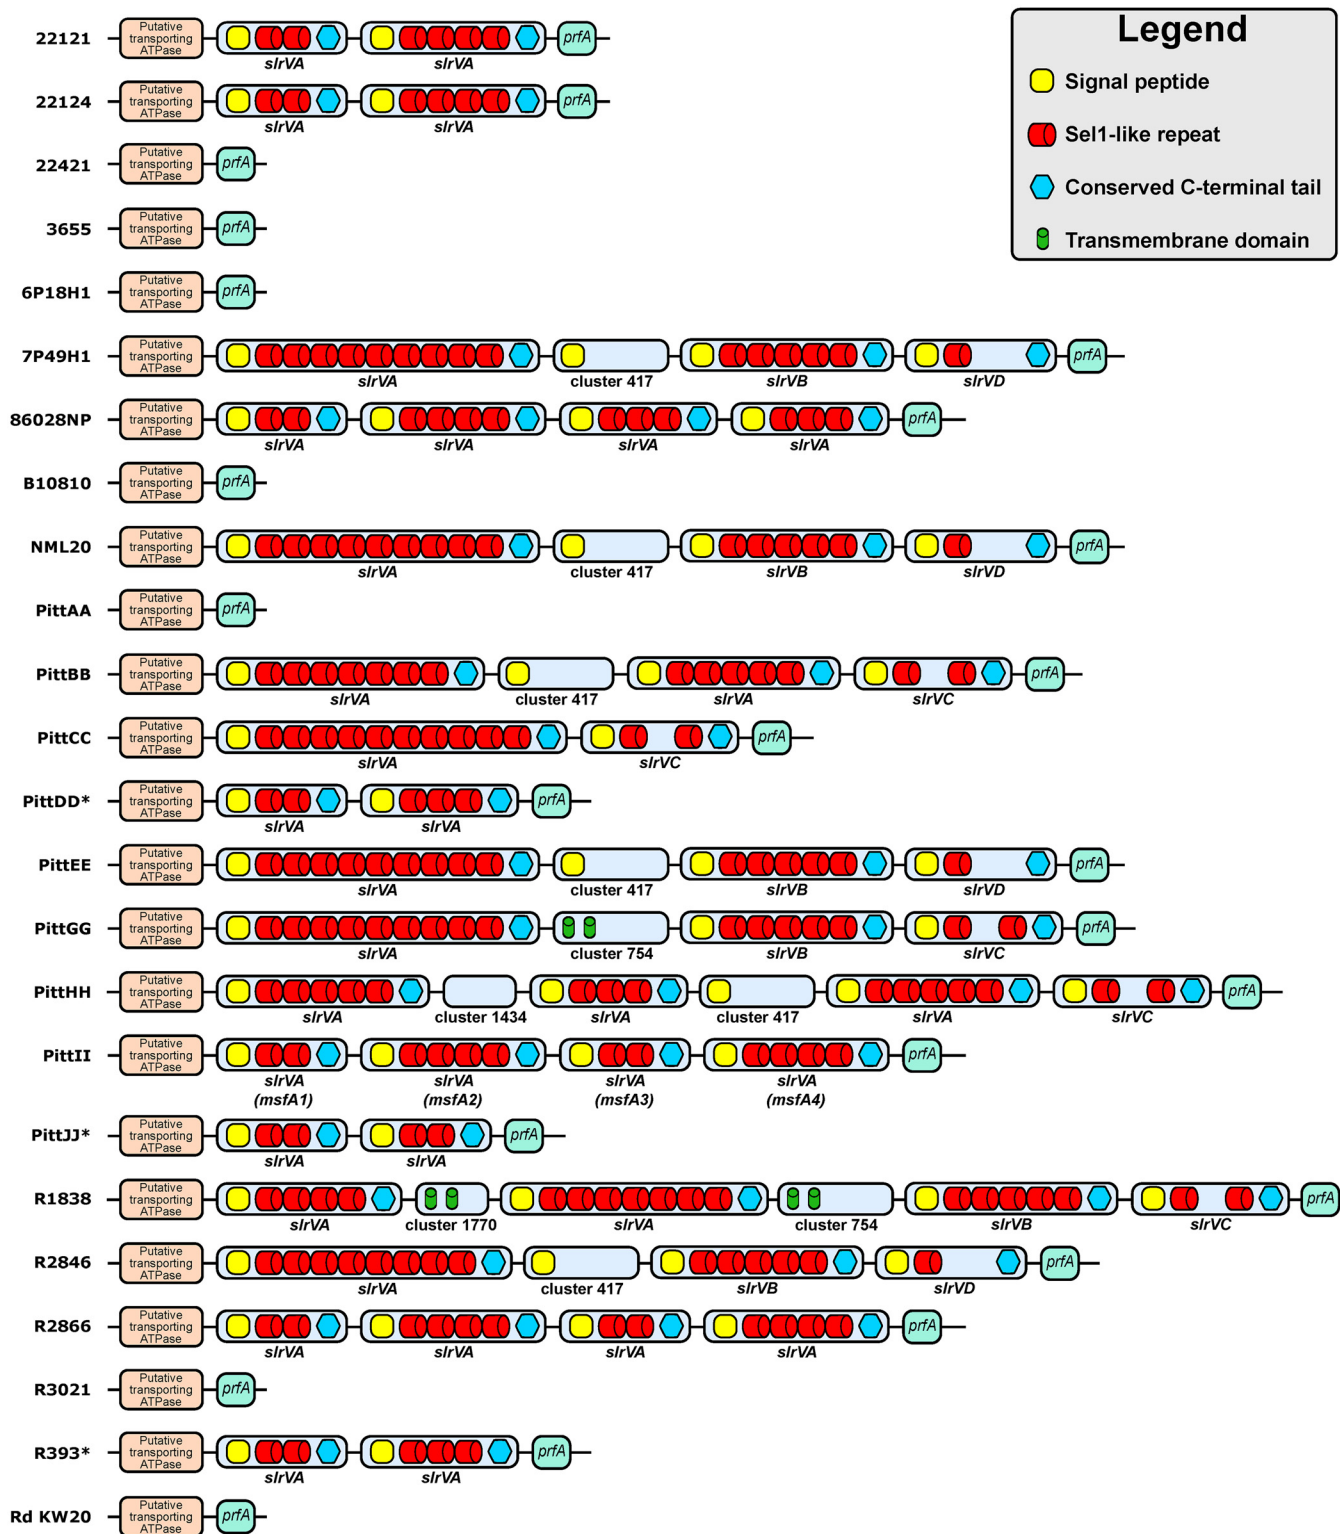 Legend
Signal peptide
Sel1-like repeat
Conserved C-terminal tail
Transmembrane domain
22121
Putative
transporting
ATPase
prfA
slrVA slrVA
22124
Putative
transporting
ATPase
prfA
slrVA slrVA
22421
Putative
transporting
ATPase
prfA
3655
Putative
transporting
ATPase
prfA
6P18H1
Putative
transporting
ATPase
prfA
7P49H1
Putative
transporting
ATPase
prfA
slrVA cluster 417 slrVB slrVD
86028NP
Putative
transporting
ATPase
prfA
slrVA slrVA slrVA slrVA
B10810
Putative
transporting
ATPase
prfA
NML20
Putative
transporting
ATPase
prfA
slrVA cluster 417 slrVB slrVD
PittAA
Putative
transporting
ATPase
prfA
PittBB
Putative
transporting
ATPase
prfA
slrVA cluster 417 slrVA slrVC
PittCC
Putative
transporting
ATPase
prfA
slrVA slrVC
PittDD*
Putative
transporting
ATPase
prfA
slrVA slrVA
PittEE
Putative
transporting
ATPase
prfA
slrVA cluster 417 slrVB slrVD
PittGG
Putative
transporting
ATPase
prfA
slrVA cluster 754 slrVB slrVC
PittHH
Putative
transporting
ATPase
prfA
slrVA cluster 1434 slrVA cluster 417 slrVA slrVC
PittII
Putative
transporting
ATPase
prfA
slrVA slrVA slrVA slrVA
(msfA1) (msfA2) (msfA3) (msfA4)
PittJJ*
Putative
transporting
ATPase
prfA
slrVA slrVA
R1838
Putative
transporting
ATPase
prfA
slrVA cluster 1770 slrVA cluster 754 slrVB slrVC
R2846
Putative
transporting
ATPase
prfA
slrVA cluster 417 slrVB slrVD
R2866
Putative
transporting
ATPase
prfA
slrVA slrVA slrVA slrVA
R3021
Putative
transporting
ATPase
prfA
R393*
Putative
transporting
ATPase
prfA
slrVA slrVA
Rd KW20
Putative
transporting
ATPase
prfA